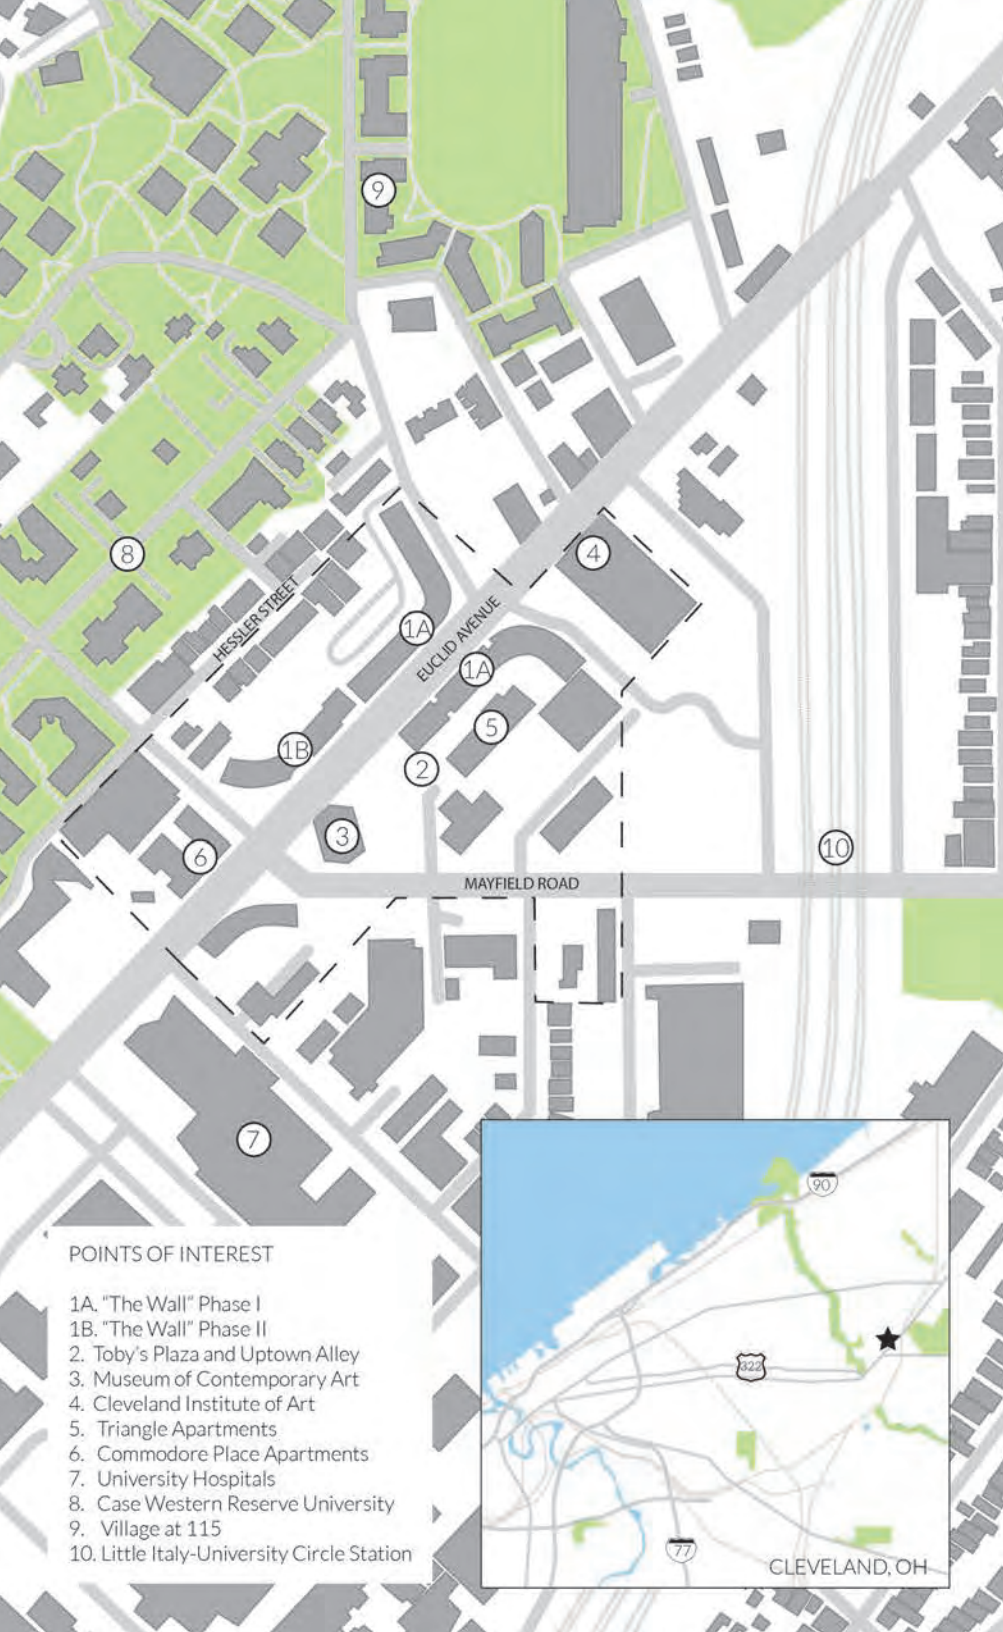 9
4
8
HESSLER STREET
1A
EUCLID AVENUE
1A
5
1B
2
3
10
6
MAYFIELD ROAD
7
POINTS OF INTEREST
1A. "The Wall" Phase I
1B. "The Wall" Phase II
2. Toby's Plaza and Uptown Alley
3. Museum of Contemporary Art
4. Cleveland Institute of Art
5. Triangle Apartments
6. Commodore Place Apartments
7. University Hospitals
8. Case Western Reserve University
9. Village at 115
10. Little Italy-University Circle Station
90
322
77
CLEVELAND, OH